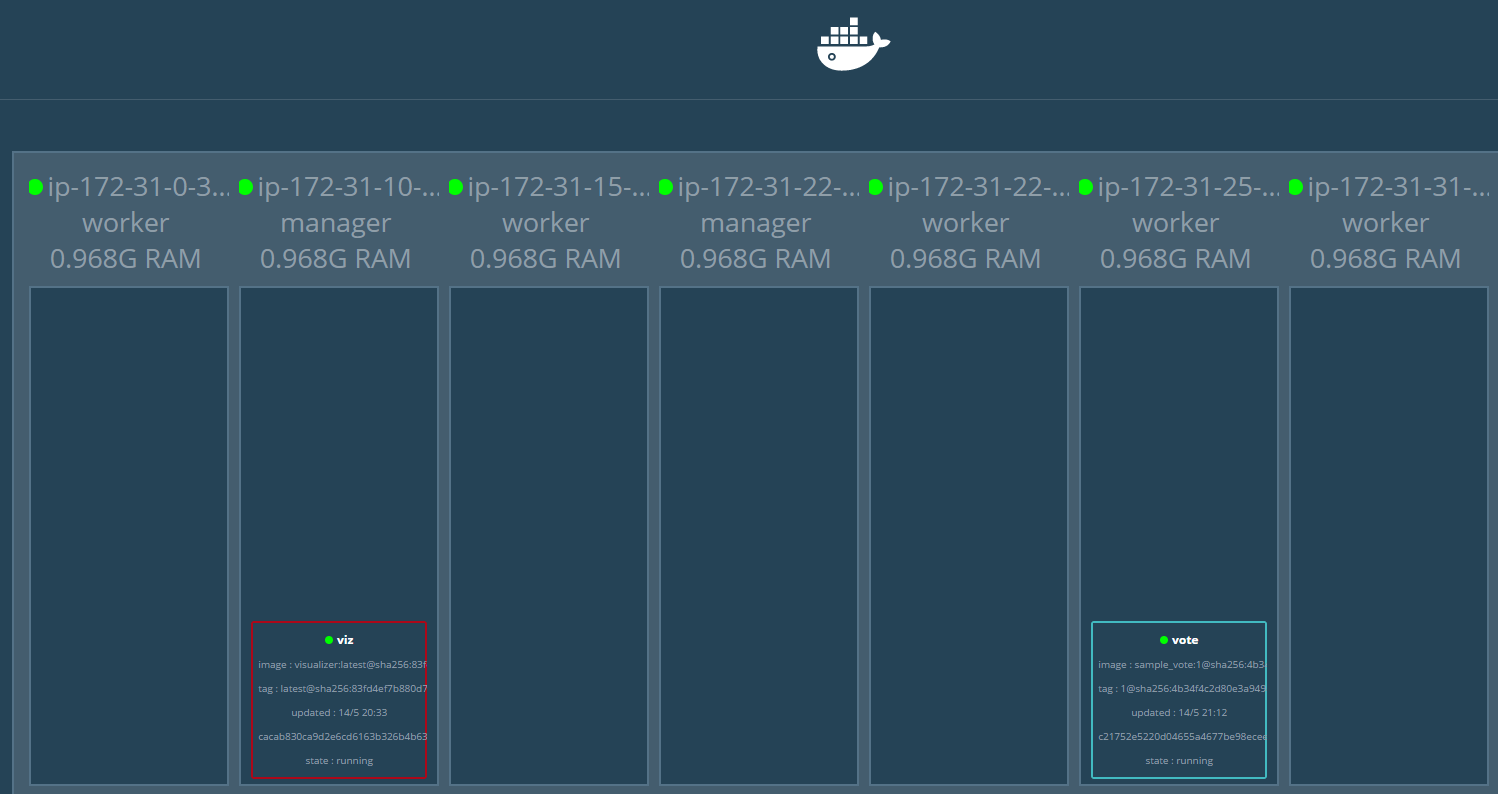 ip-172-31-0-3...
worker
0.968G RAM
ip-172-31-10-...
manager
0.968G RAM
viz
image : visualizer:latest@sha256:83f
tag : latest@sha256:83fd4ef7b880d7
updated : 14/5 20:33
cacab830ca9d2e6cd6163b326b4b63
state : running
ip-172-31-15-...
worker
0.968G RAM
ip-172-31-22-...
manager
0.968G RAM
ip-172-31-22-...
worker
0.968G RAM
ip-172-31-25-...
worker
0.968G RAM
vote
image : sample_vote:1@sha256:4b3
tag : 1@sha256:4b34f4c2d80e3a949
updated : 14/5 21:12
c21752e5220d04655a4677be98ecee
state : running
ip-172-31-31-...
worker
0.968G RAM